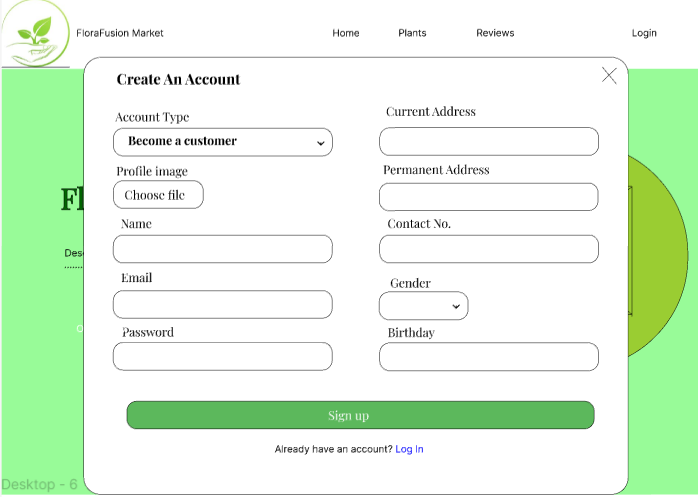 FloraFusion Market
Home
Plants
Reviews
Login
Create An Account
Account Type
Become a customer
Profile image
Choose file
Name
Email
Password
Current Address
Permanent Address
Contact No.
Gender
Birthday
Sign up
Already have an account? Log In
Desktop - 6